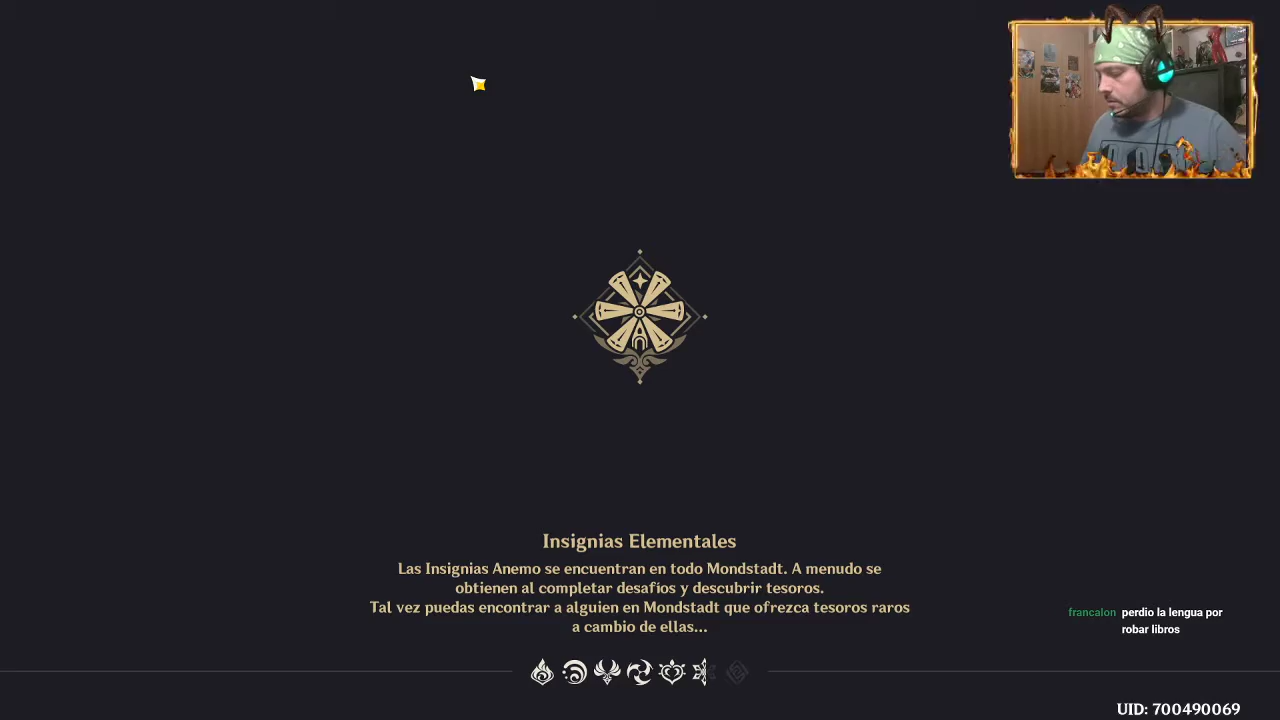 Insignias Elementales
Las Insignias Anemo se encuentran en todo Mondstadt. A menudo se
obtienen al completar desafíos y descubrir tesoros.
Tal vez puedas encontrar a alguien en Mondstadt que ofrezca tesoros raros
a cambio de ellas...
francalon perdio la lengua por
robar libros
UID: 700490069